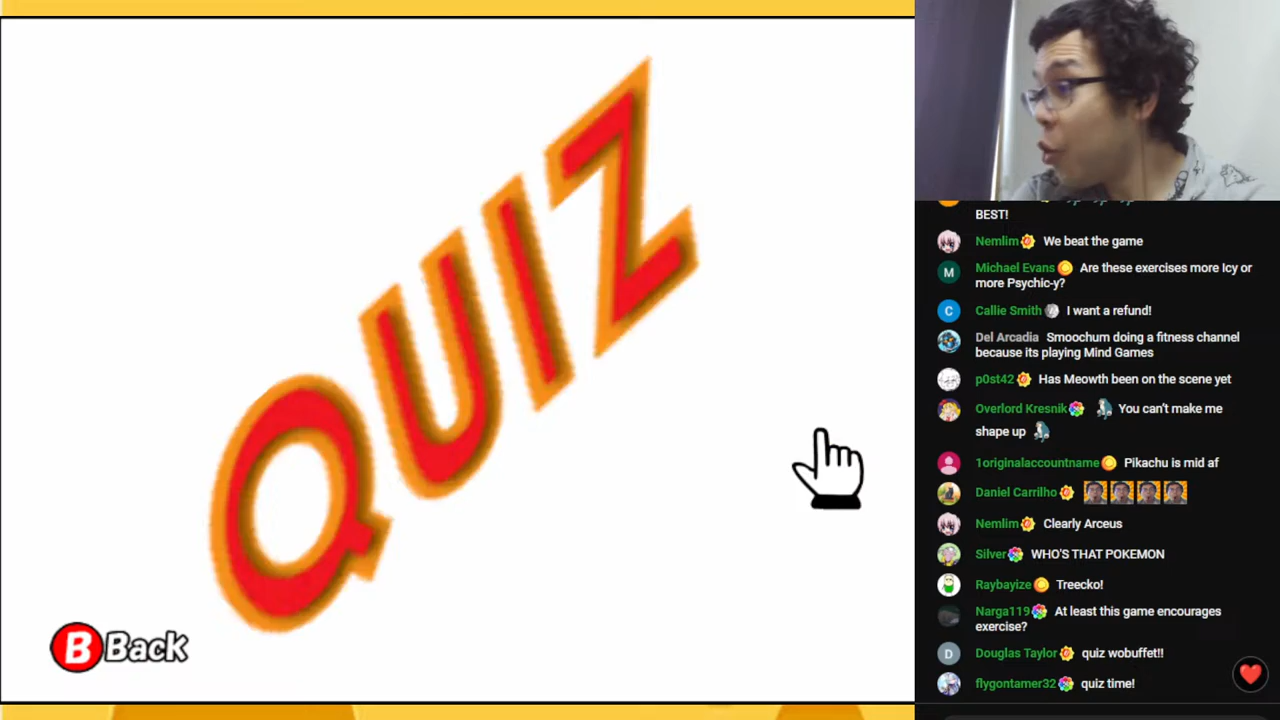 QUIZ
B Back
BEST!
Nemlim We beat the game
M Michael Evans Are these exercises more Icy or
more Psychic-y?
C Callie Smith I want a refund!
Del Arcadia Smoochum doing a fitness channel
because its playing Mind Games
p0st42 Has Meowth been on the scene yet
Overlord Kresnik You can't make me
shape up
1originalaccountname Pikachu is mid af
Daniel Carrilho
Nemlim Clearly Arceus
Silver WHO'S THAT POKEMON
Raybayize Treecko!
Narga119 At least this game encourages
exercise?
D Douglas Taylor quiz wobuffet!!
flygontamer32 quiz time!